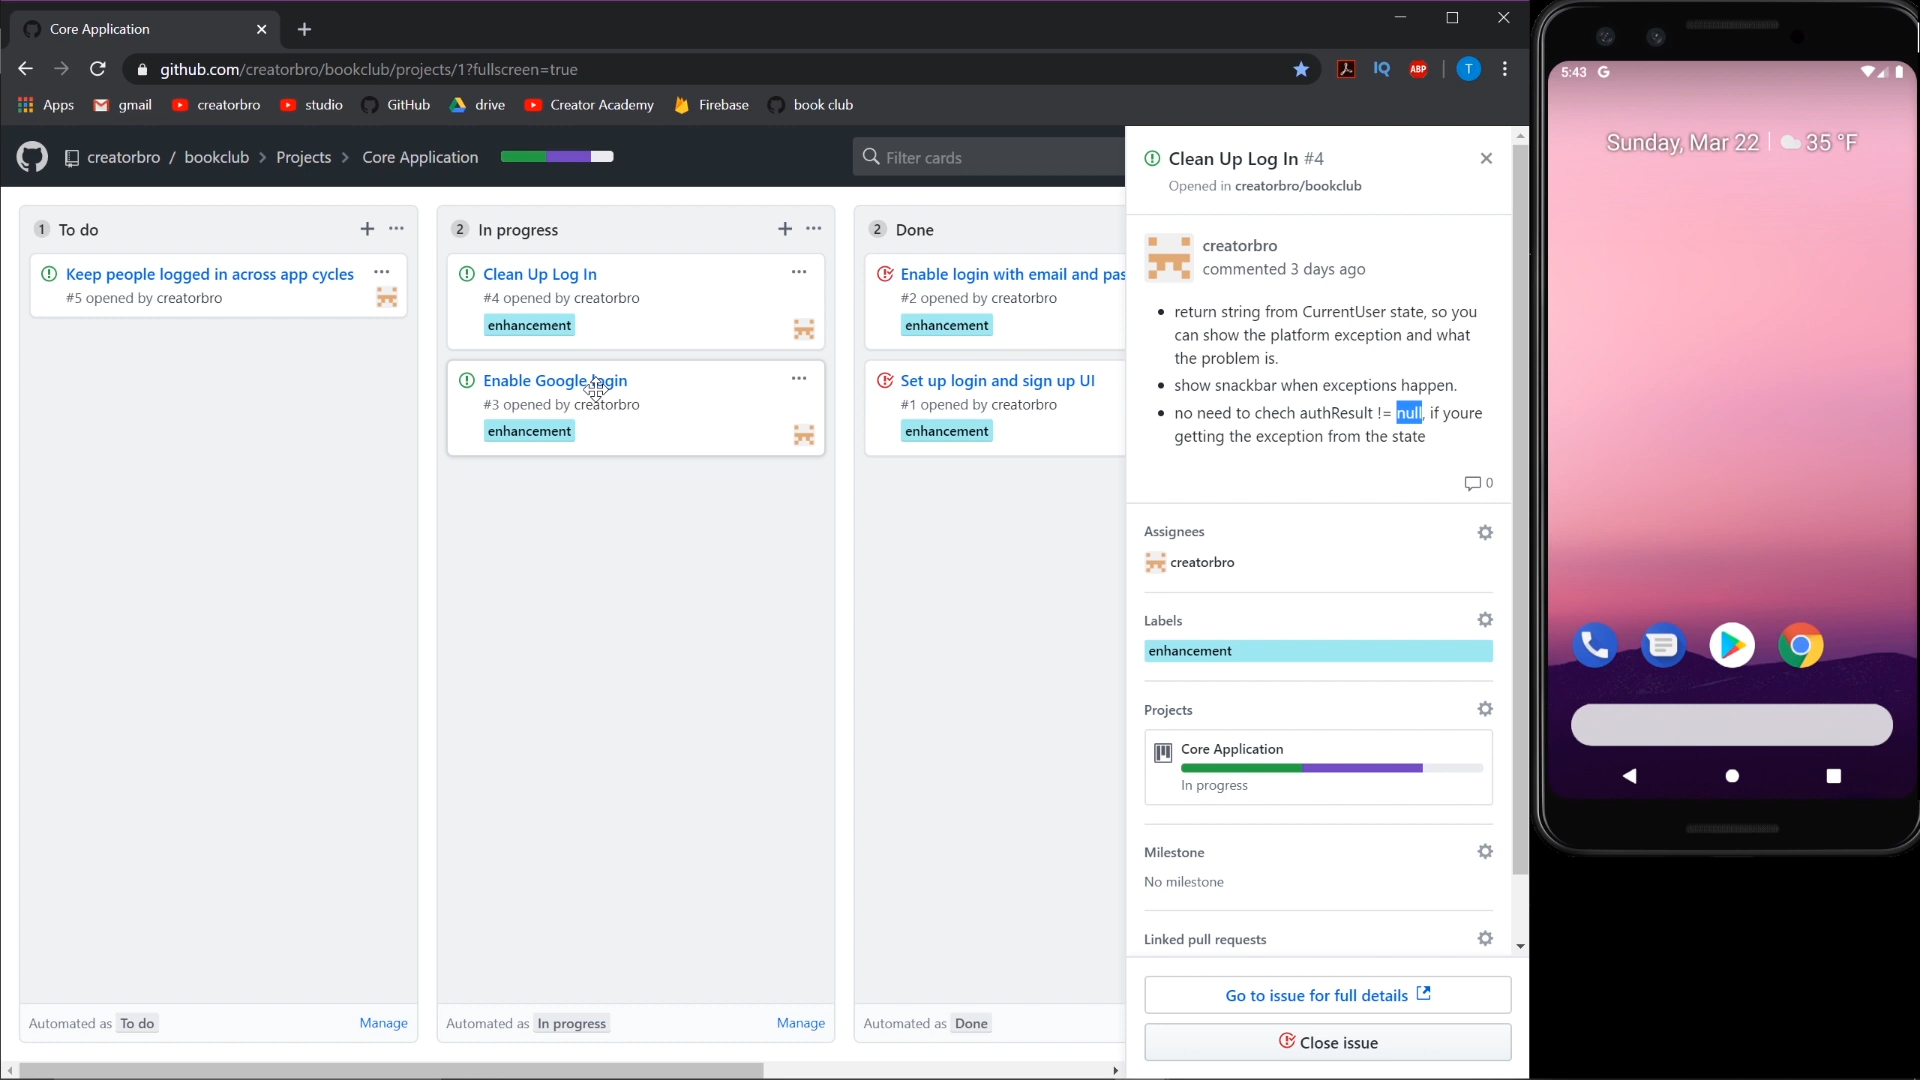 Core Application
github.com/creatorbro/bookclub/projects/1?fullscreen=true
IQ
ABP
T
Apps
gmail
creatorbro
studio
GitHub
drive
Creator Academy
Firebase
book club
creatorbro / bookclub > Projects > Core Application
Filter cards
1 To do
Keep people logged in across app cycles
#5 opened by creatorbro
Automated as To do
Manage
2 In progress
Clean Up Log In
#4 opened by creatorbro
enhancement
Enable Google login
#3 opened by creatorbro
enhancement
Automated as In progress
Manage
2 Done
Enable login with email and pas
#2 opened by creatorbro
enhancement
Set up login and sign up UI
#1 opened by creatorbro
enhancement
Automated as Done
Clean Up Log In #4
Opened in creatorbro/bookclub
creatorbro
commented 3 days ago
• return string from CurrentUser state, so you
can show the platform exception and what
the problem is.
• show snackbar when exceptions happen.
• no need to chech authResult != null, if youre
getting the exception from the state
0
Assignees
creatorbro
Labels
enhancement
Projects
Core Application
In progress
Milestone
No milestone
Linked pull requests
Go to issue for full details
Close issue
5:43 G
Sunday, Mar 22 | 35 °F